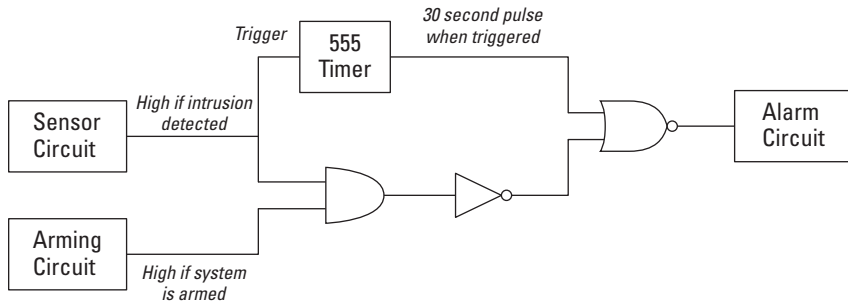 30 second pulse
when triggered
Trigger
555
Timer
High if intrusion
detected
Sensor
Circuit
Alarm
Circuit
Arming
Circuit
High if system
is armed